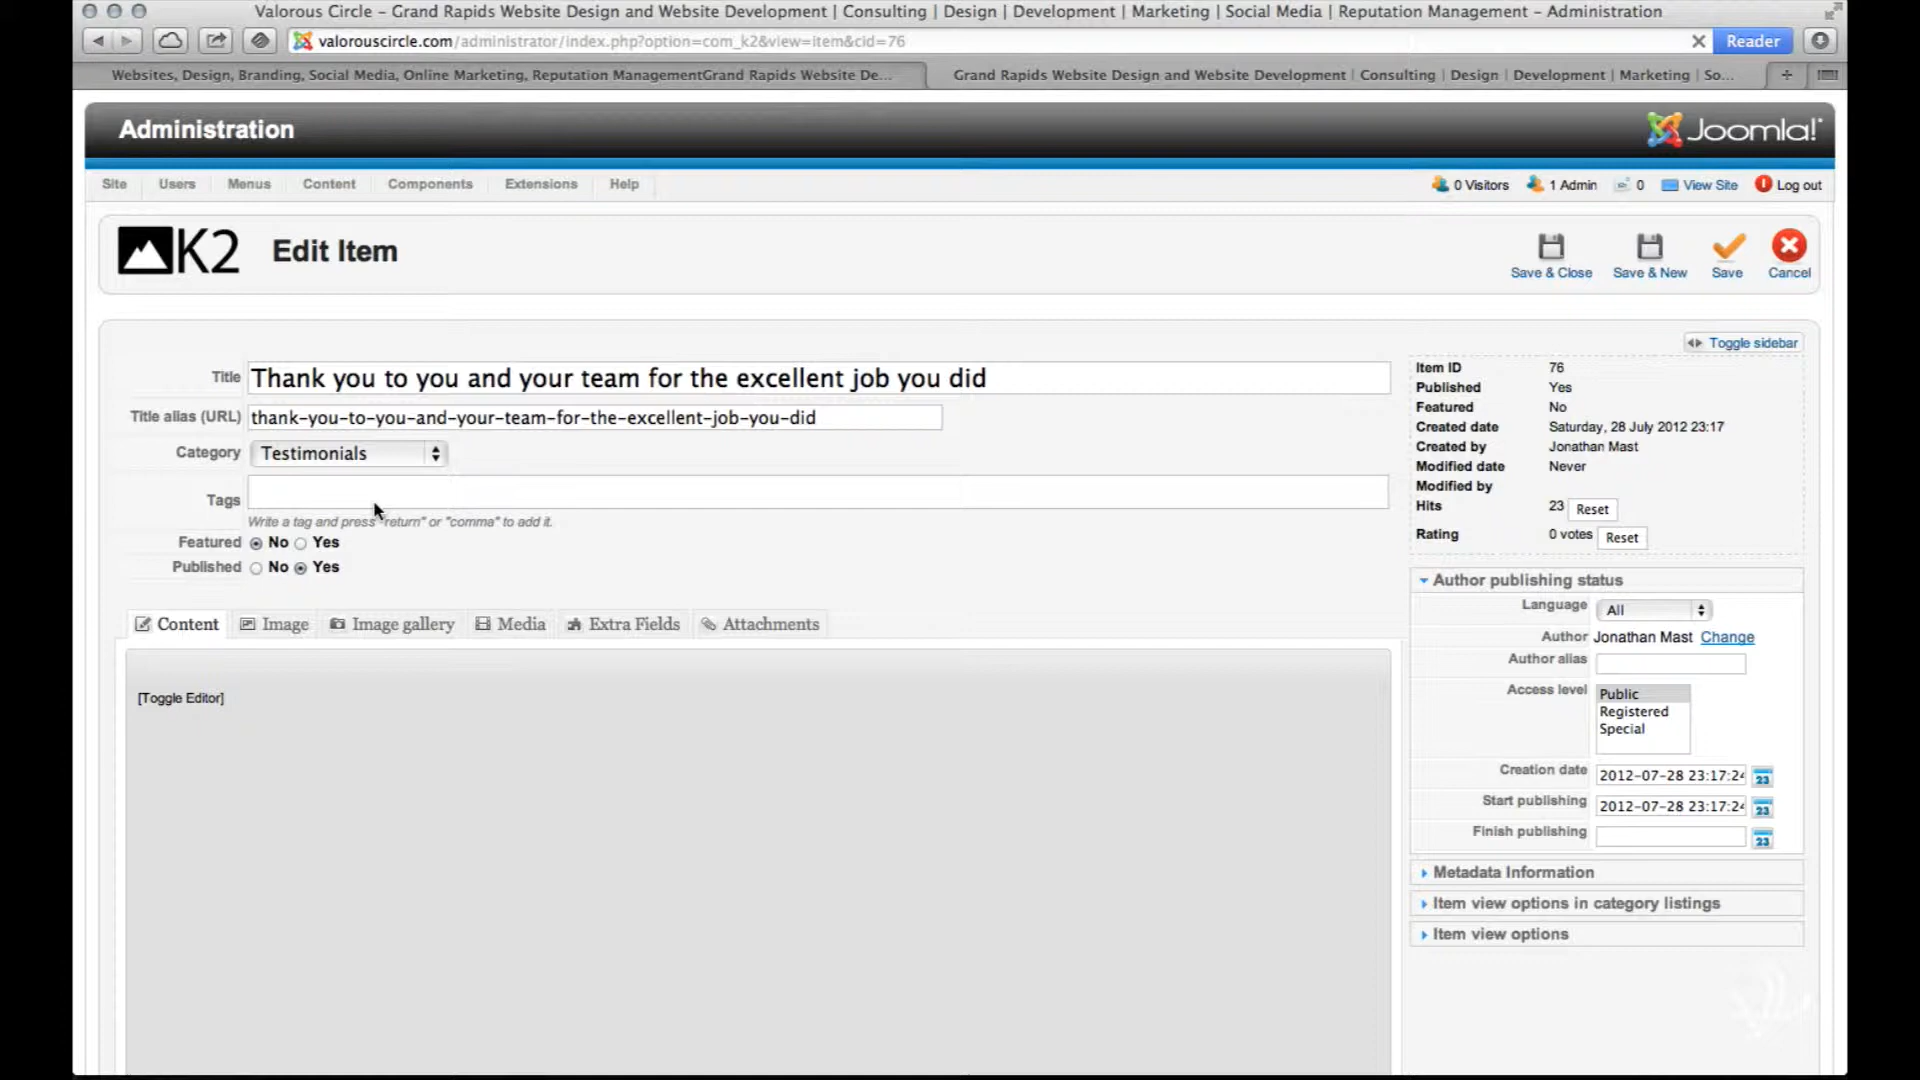 Valorous Circle – Grand Rapids Website Design and Website Development | Consulting | Design | Development | Marketing | Social Media | Reputation Management – Administration
valorouscircle.com/administrator/index.php?option=com_k2&view=item&cid=76
Reader
Websites, Design, Branding, Social Media, Online Marketing, Reputation ManagementGrand Rapids Website De...
Grand Rapids Website Design and Website Development | Consulting | Design | Development | Marketing | So...
Administration
Joomla!
Site Users Menus Content Components Extensions Help
0 Visitors 1 Admin 0 View Site Log out
K2 Edit Item
Save & Close Save & New Save Cancel
Toggle sidebar
Title Thank you to you and your team for the excellent job you did
Title alias (URL) thank-you-to-you-and-your-team-for-the-excellent-job-you-did
Category Testimonials
Tags
Write a tag and press "return" or "comma" to add it.
Featured No Yes
Published No Yes
Content Image Image gallery Media Extra Fields Attachments
[Toggle Editor]
Item ID 76
Published Yes
Featured No
Created date Saturday, 28 July 2012 23:17
Created by Jonathan Mast
Modified date Never
Modified by
Hits 23 Reset
Rating 0 votes Reset
Author publishing status
Language All
Author Jonathan Mast Change
Author alias
Access level Public
Registered
Special
Creation date 2012-07-28 23:17:24 23
Start publishing 2012-07-28 23:17:24 23
Finish publishing 23
Metadata Information
Item view options in category listings
Item view options